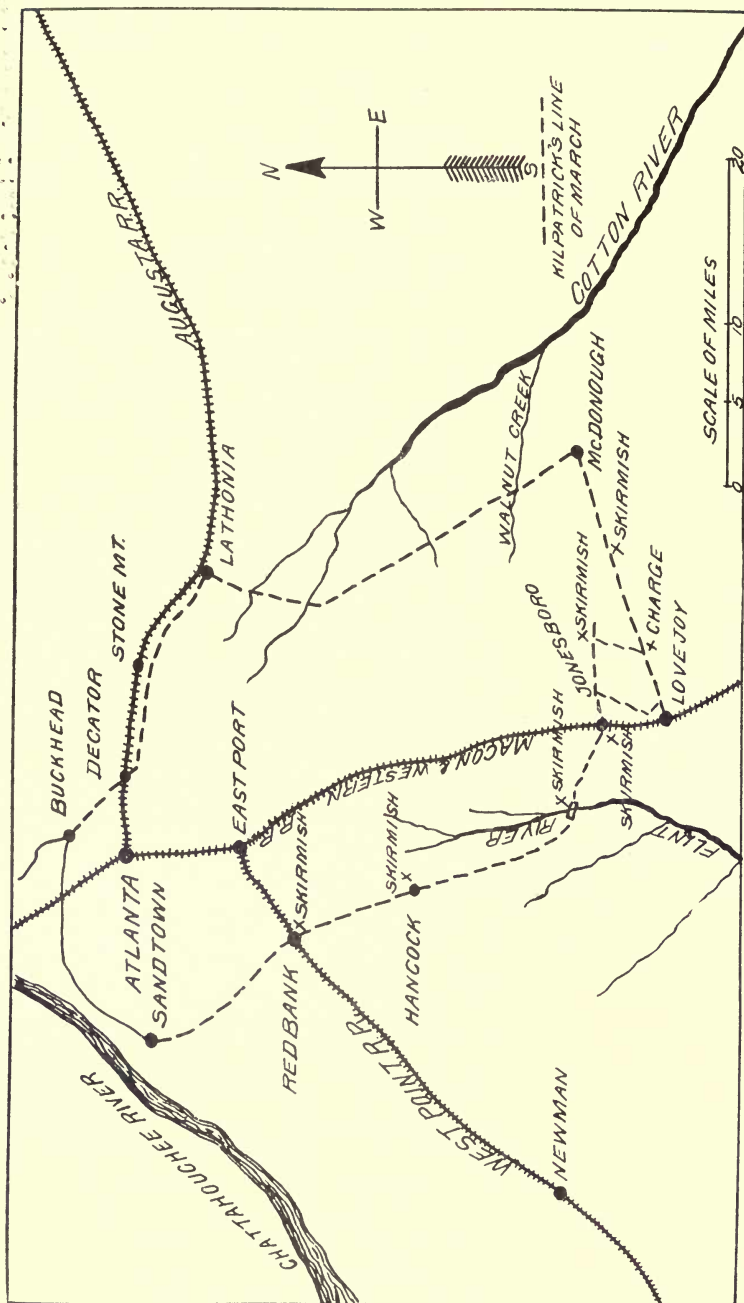 BUCKHEAD
DECATOR
STONE MT.
LATHONIA
AUGUSTA R.R.
N
W
E
S
KILPATRICK'S LINE
OF MARCH
CHATTAHOUCHEE RIVER
ATLANTA
SANDTOWN
EAST PORT
REDBANK
SKIRMISH
HANCOCK
SKIRMISH
WEST POINT R.R.
NEWMAN
MACON & WESTERN
R.R.
FLINT
RIVER
SKIRMISH
SKIRMISH
JONESBORO
SKIRMISH
LOVEJOY
CHARGE
SKIRMISH
McDONOUGH
WALNUT CREEK
COTTON RIVER
SCALE OF MILES
0 5 10 20